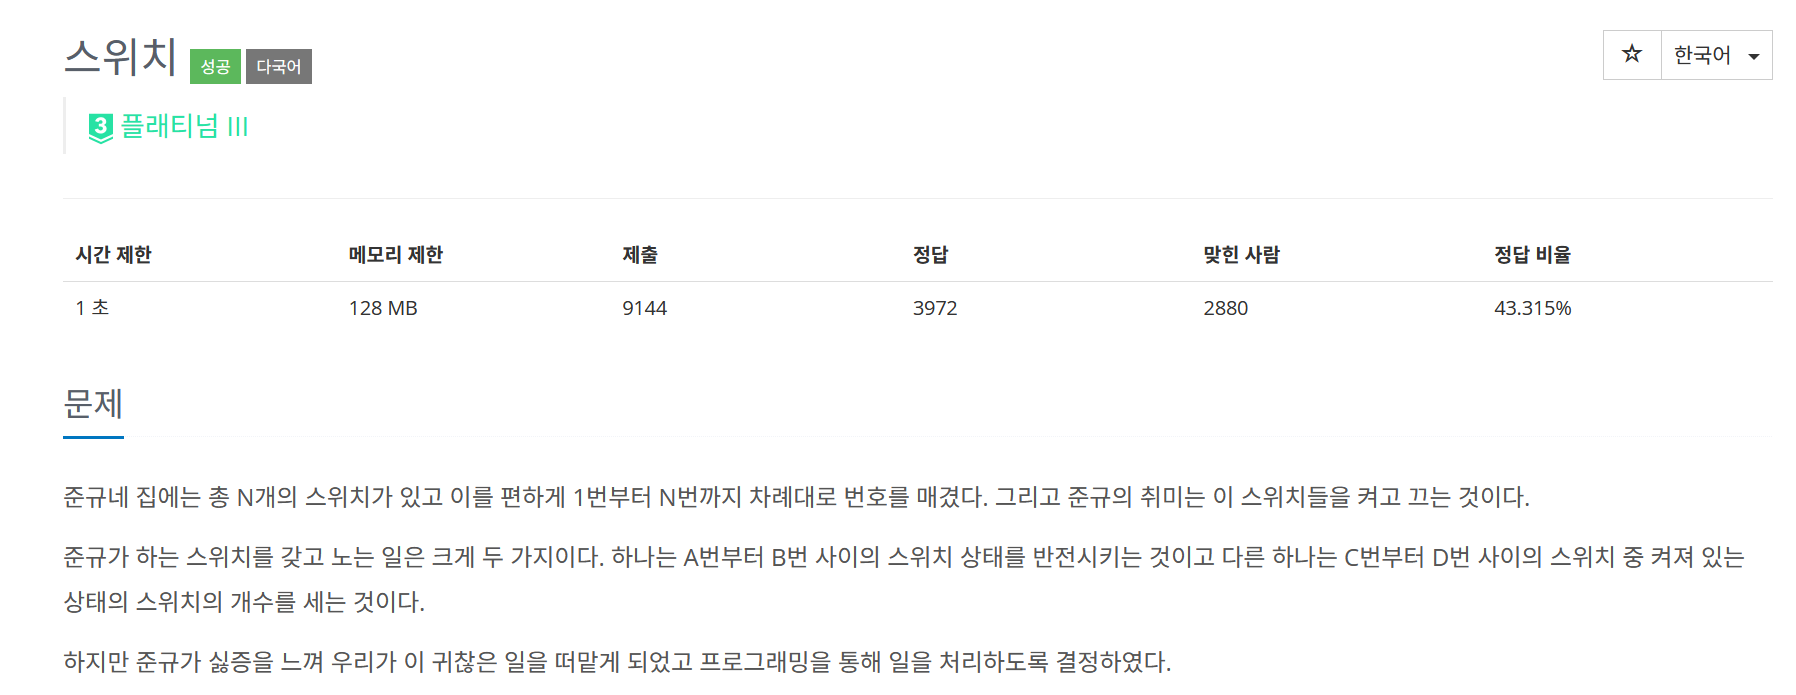 스위치 성공 다국어
☆ 한국어
3 플래티넘 III
시간 제한 메모리 제한 제출 정답 맞힌 사람 정답 비율
1 초 128 MB 9144 3972 2880 43.315%
문제
준규네 집에는 총 N개의 스위치가 있고 이를 편하게 1번부터 N번까지 차례대로 번호를 매겼다. 그리고 준규의 취미는 이 스위치들을 켜고 끄는 것이다.
준규가 하는 스위치를 갖고 노는 일은 크게 두 가지이다. 하나는 A번부터 B번 사이의 스위치 상태를 반전시키는 것이고 다른 하나는 C번부터 D번 사이의 스위치 중 켜져 있는
상태의 스위치의 개수를 세는 것이다.
하지만 준규가 싫증을 느껴 우리가 이 귀찮은 일을 떠맡게 되었고 프로그래밍을 통해 일을 처리하도록 결정하였다.